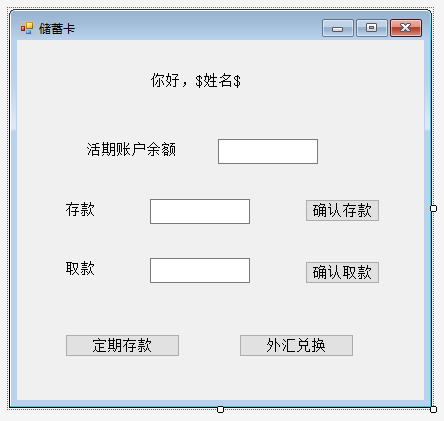 储蓄卡
你好，$姓名$
活期账户余额
存款 确认存款
取款 确认取款
定期存款 外汇兑换